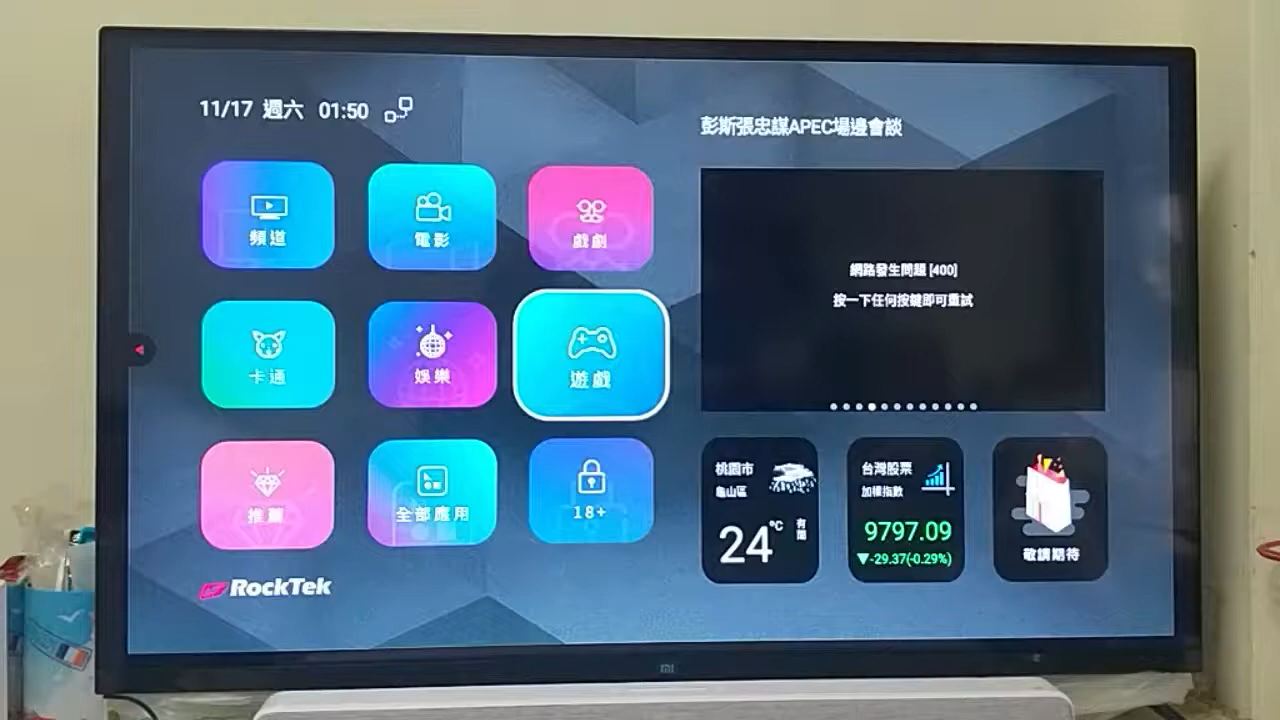 11/17 週六 01:50
彭斯張忠謀APEC場邊會談
頻道
電影
戲劇
網路發生問題 [400]
按一下任何按鍵即可重試
卡通
娛樂
遊戲
推薦
全部應用
18+
桃園市
龜山區
24°C
有雨
台灣股票
加權指數
9797.09
▼-29.37(-0.29%)
敬請期待
RockTek
mi